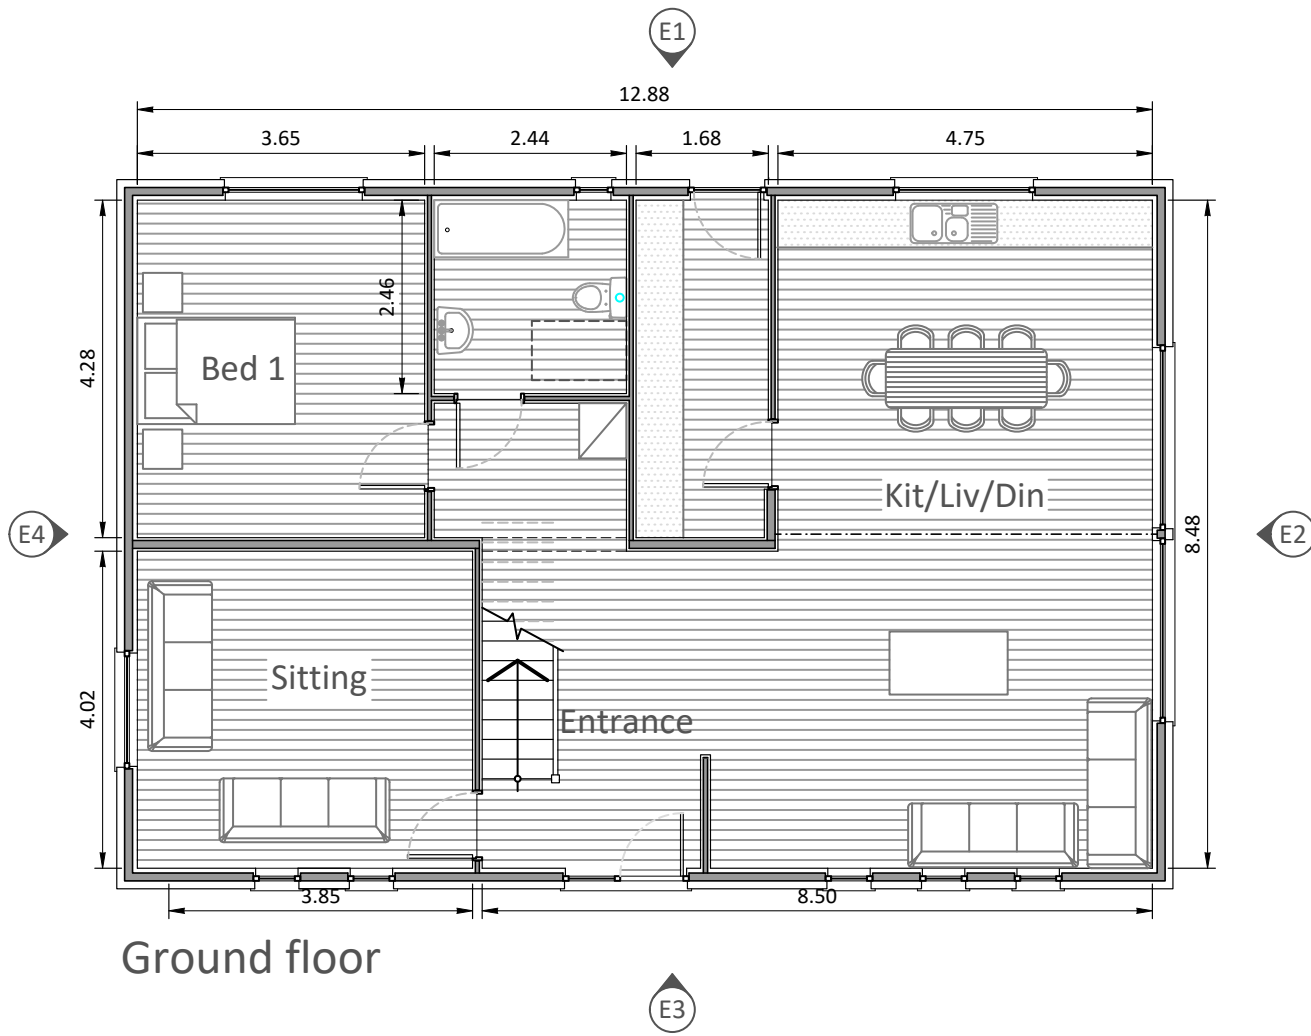 E1
12.88
3.65 2.44 1.68 4.75
2.46
4.28
Bed 1
Kit/Liv/Din
E4
E2
8.48
4.02
Sitting
Entrance
3.85 8.50
Ground floor
E3